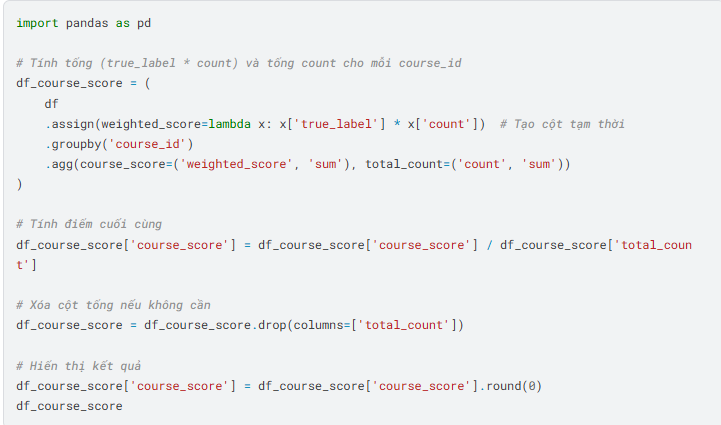 import pandas as pd
# Tính tổng (true_label * count) và tổng count cho mỗi course_id
df_course_score = (
    df
    .assign(weighted_score=lambda x: x['true_label'] * x['count'])  # Tạo cột tạm thời
    .groupby('course_id')
    .agg(course_score=('weighted_score', 'sum'), total_count=('count', 'sum'))
)
# Tính điểm cuối cùng
df_course_score['course_score'] = df_course_score['course_score'] / df_course_score['total_coun
t']
# Xóa cột tổng nếu không cần
df_course_score = df_course_score.drop(columns=['total_count'])
# Hiển thị kết quả
df_course_score['course_score'] = df_course_score['course_score'].round(0)
df_course_score